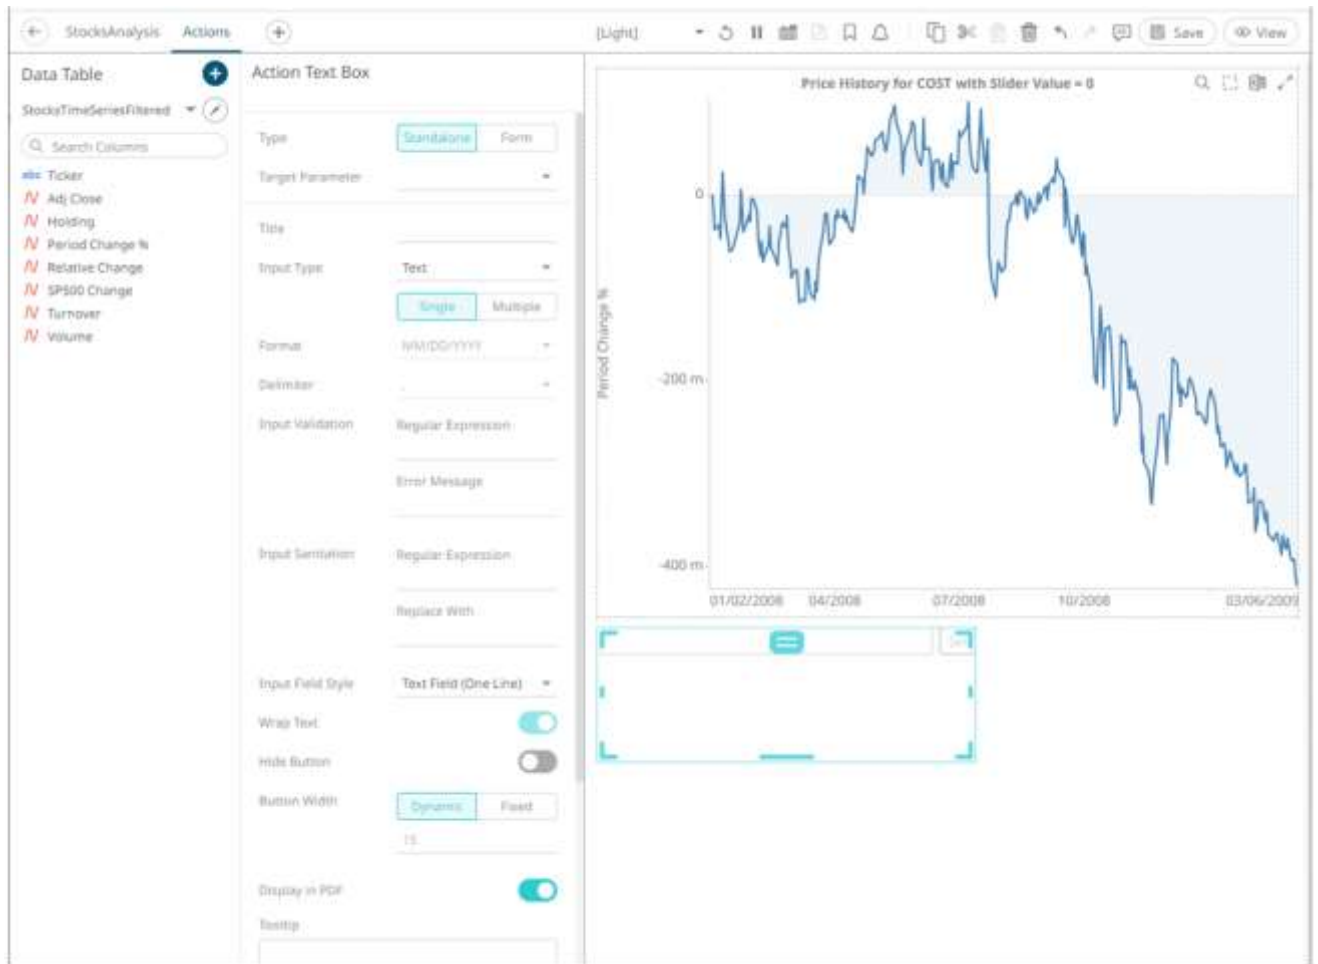 StocksAnalysis Actions
[Light]
Save
View
Data Table
StocksTimeSeriesFiltered
Search Columns
abc Ticker
Adj Close
Holding
Period Change %
Relative Change
SP500 Change
Turnover
Volume
Action Text Box
Type Standalone Form
Target Parameter
Title
Input Type Text
Single Multiple
Format MM/DD/YYYY
Delimiter ,
Input Validation Regular Expression
Error Message
Input Sanitation Regular Expression
Replace With
Input Field Style Text Field (One Line)
Wrap Text
Hide Button
Button Width Dynamic Fixed
15
Display in PDF
Tooltip
Price History for COST with Slider Value = 0
Period Change %
0
-200 m
-400 m
01/02/2008 04/2008 07/2008 10/2008 03/06/2009